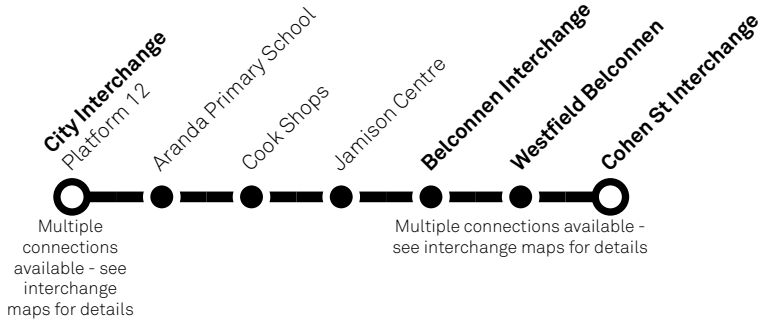 City Interchange
Platform 12
Aranda Primary School
Cook Shops
Jamison Centre
Belconnen Interchange
Westfield Belconnen
Cohen St Interchange
Multiple
connections
available - see
interchange
maps for details
Multiple connections available -
see interchange maps for details